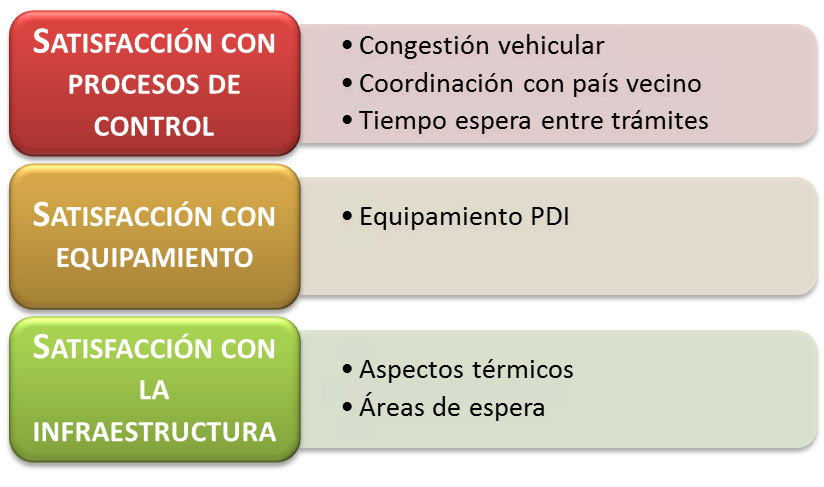 SATISFACCIÓN CON
PROCESOS DE
CONTROL
• Congestión vehicular
• Coordinación con país vecino
• Tiempo espera entre trámites
SATISFACCIÓN CON
EQUIPAMIENTO
• Equipamiento PDI
SATISFACCIÓN CON
LA
INFRAESTRUCTURA
• Aspectos térmicos
• Áreas de espera